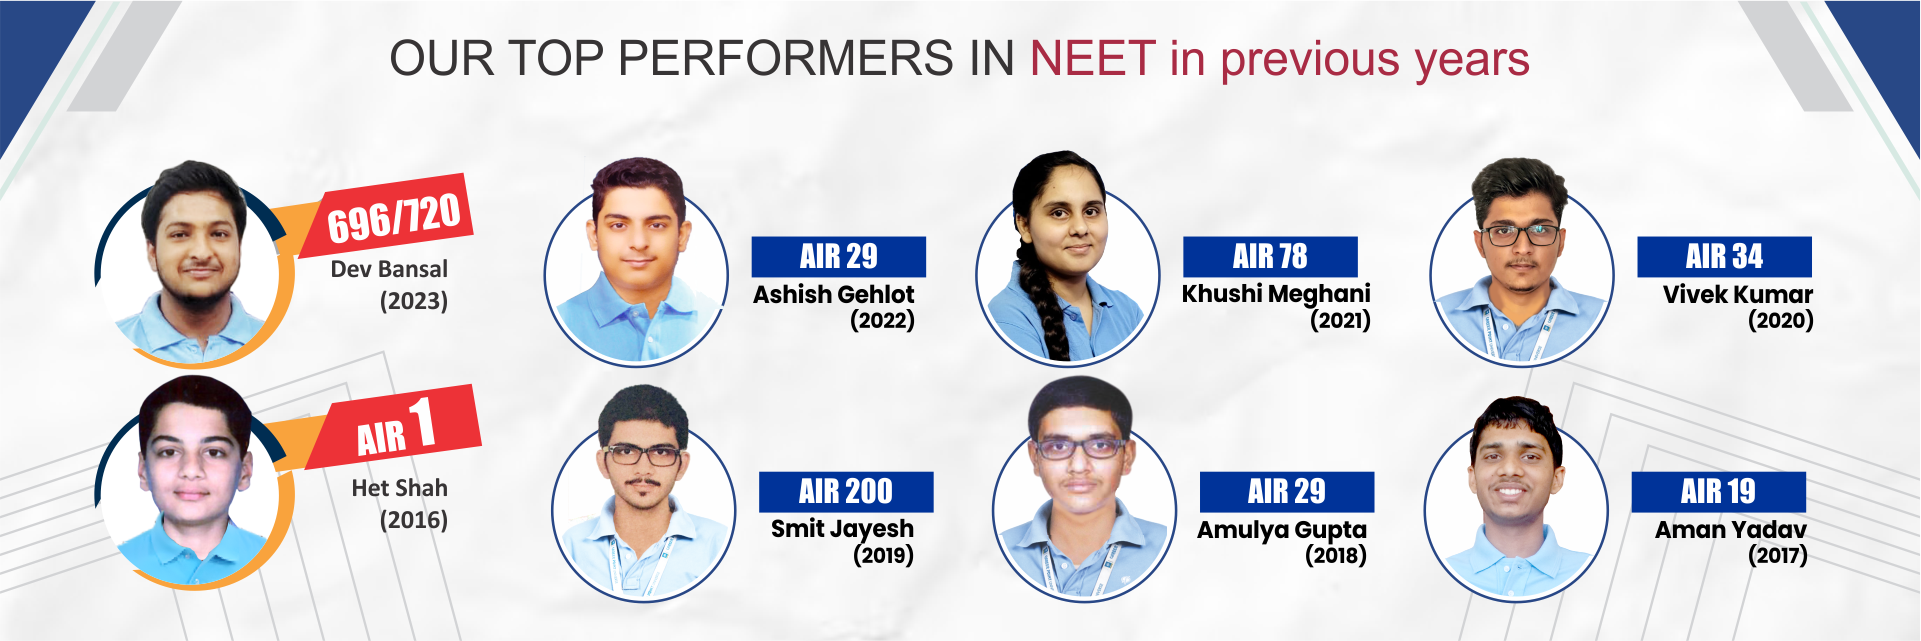 OUR TOP PERFORMERS IN NEET in previous years
696/720
Dev Bansal
(2023)
AIR 29
Ashish Gehlot
(2022)
AIR 78
Khushi Meghani
(2021)
AIR 34
Vivek Kumar
(2020)
AIR 1
Het Shah
(2016)
AIR 200
Smit Jayesh
(2019)
AIR 29
Amulya Gupta
(2018)
AIR 19
Aman Yadav
(2017)